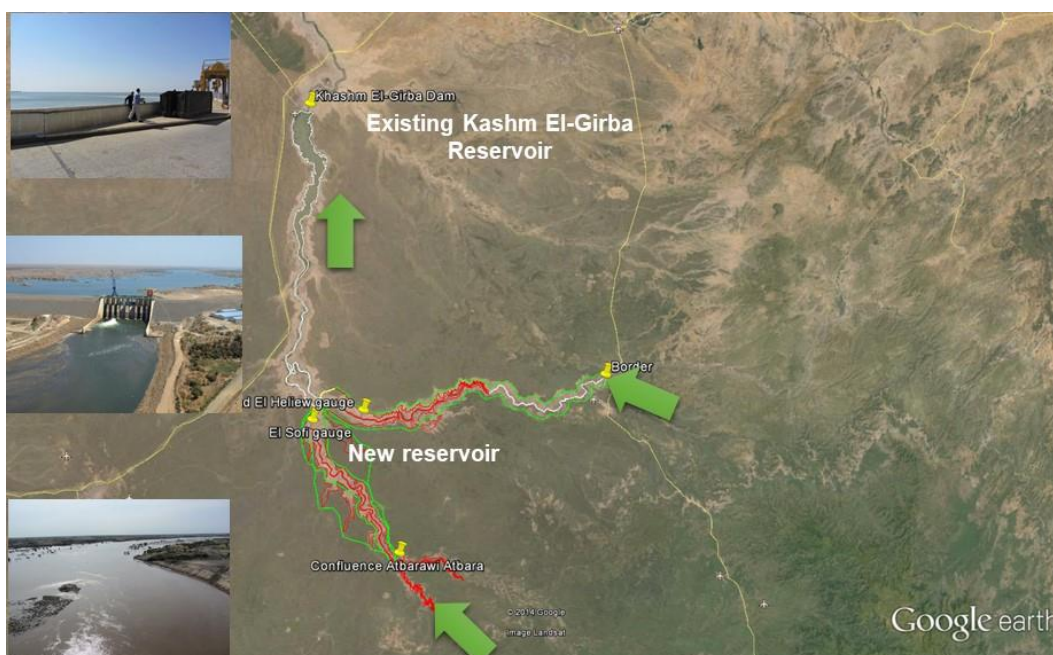 Khashm El-Girba Dam
Existing Kashm El-Girba
Reservoir
Border
d El Heliew gauge
El Sofi gauge
New reservoir
Confluence Atbarawi Atbara
© 2014 Google
Image Landsat
Google earth